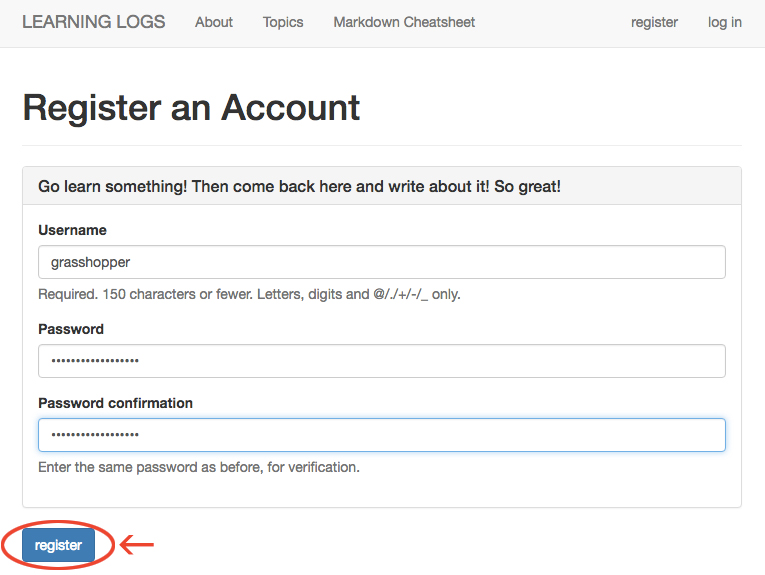 LEARNING LOGS About Topics Markdown Cheatsheet register log in
Register an Account
Go learn something! Then come back here and write about it! So great!
Username
grasshopper
Required. 150 characters or fewer. Letters, digits and @/./+/-/_ only.
Password
••••••••••••••••••
Password confirmation
••••••••••••••••••
Enter the same password as before, for verification.
register